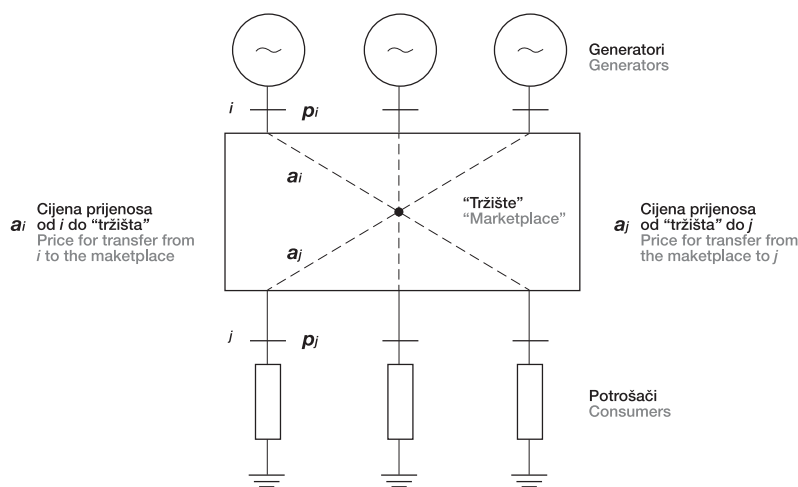 Generatori
Generators
i
pi
ai
“Tržište”
“Marketplace”
ai
Cijena prijenosa
od i do “tržišta”
Price for transfer from
i to the maketplace
aj
aj
Cijena prijenosa
od “tržišta” do j
Price for transfer from
the maketplace to j
j
pj
Potrošači
Consumers